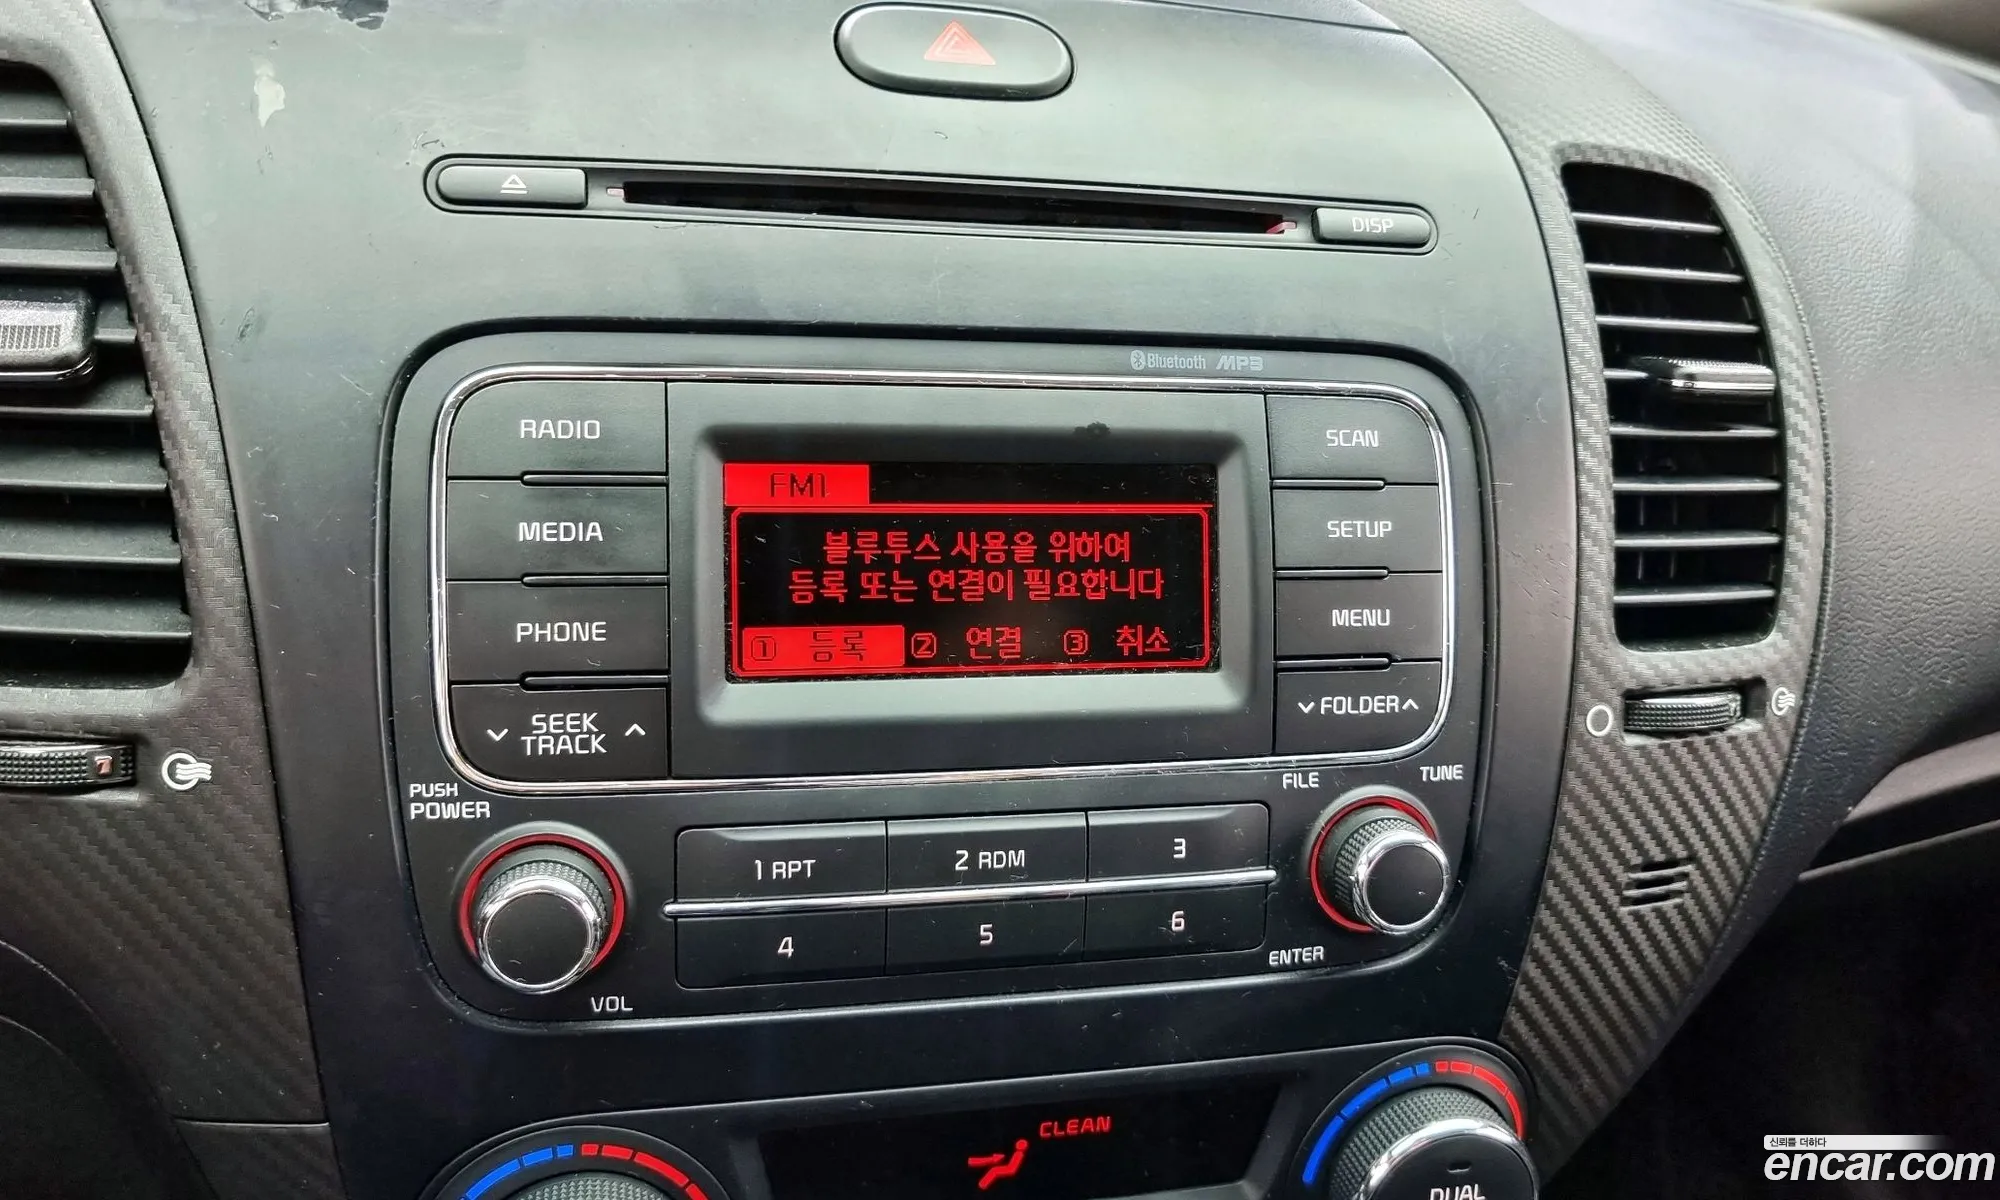 DISP
Bluetooth MP3
RADIO
SCAN
MEDIA
SETUP
PHONE
MENU
SEEK
TRACK
FOLDER
FM1
블루투스 사용을 위하여
등록 또는 연결이 필요합니다
1 등록 2 연결 3 취소
PUSH
POWER
FILE
TUNE
1 RPT
2 RDM
3
4
5
6
VOL
ENTER
CLEAN
DUAL
신뢰를 더하다
encar.com